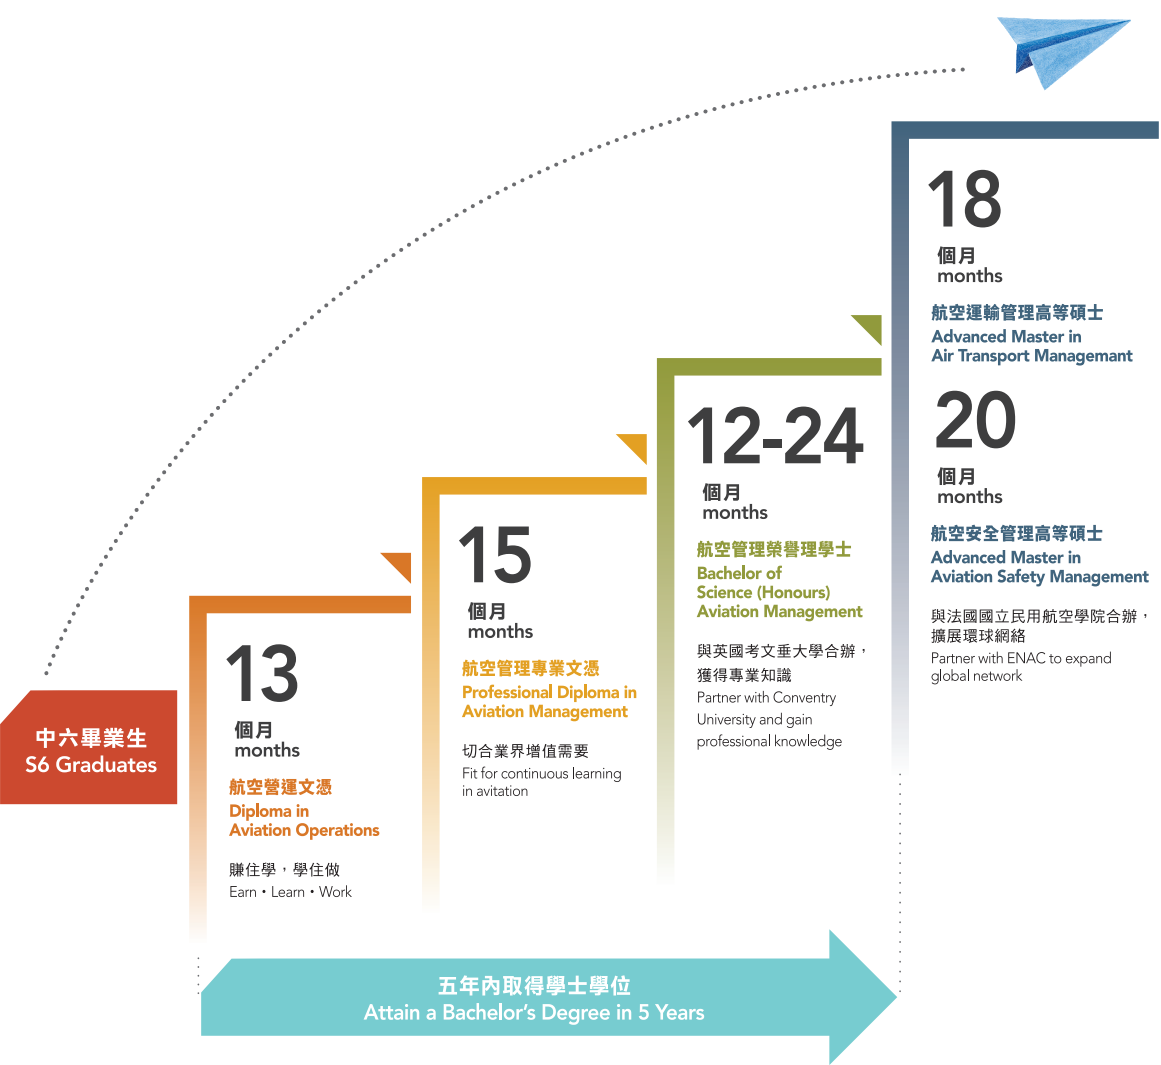 中六畢業生
S6 Graduates
13
個月
months
航空營運文憑
Diploma in
Aviation Operations
賺住學，學住做
Earn・Learn・Work
15
個月
months
航空管理專業文憑
Professional Diploma in
Aviation Management
切合業界增值需要
Fit for continuous learning
in avitation
12-24
個月
months
航空管理榮譽理學士
Bachelor of
Science (Honours)
Aviation Management
與英國考文垂大學合辦，
獲得專業知識
Partner with Conventry
University and gain
professional knowledge
18
個月
months
航空運輸管理高等碩士
Advanced Master in
Air Transport Managemant
20
個月
months
航空安全管理高等碩士
Advanced Master in
Aviation Safety Management
與法國國立民用航空學院合辦，
擴展環球網絡
Partner with ENAC to expand
global network
五年內取得學士學位
Attain a Bachelor's Degree in 5 Years